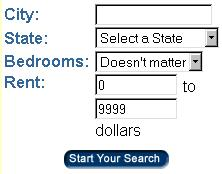 City:
State: Select a State
Bedrooms: Doesn't matter
Rent: 0 to
9999
dollars
Start Your Search